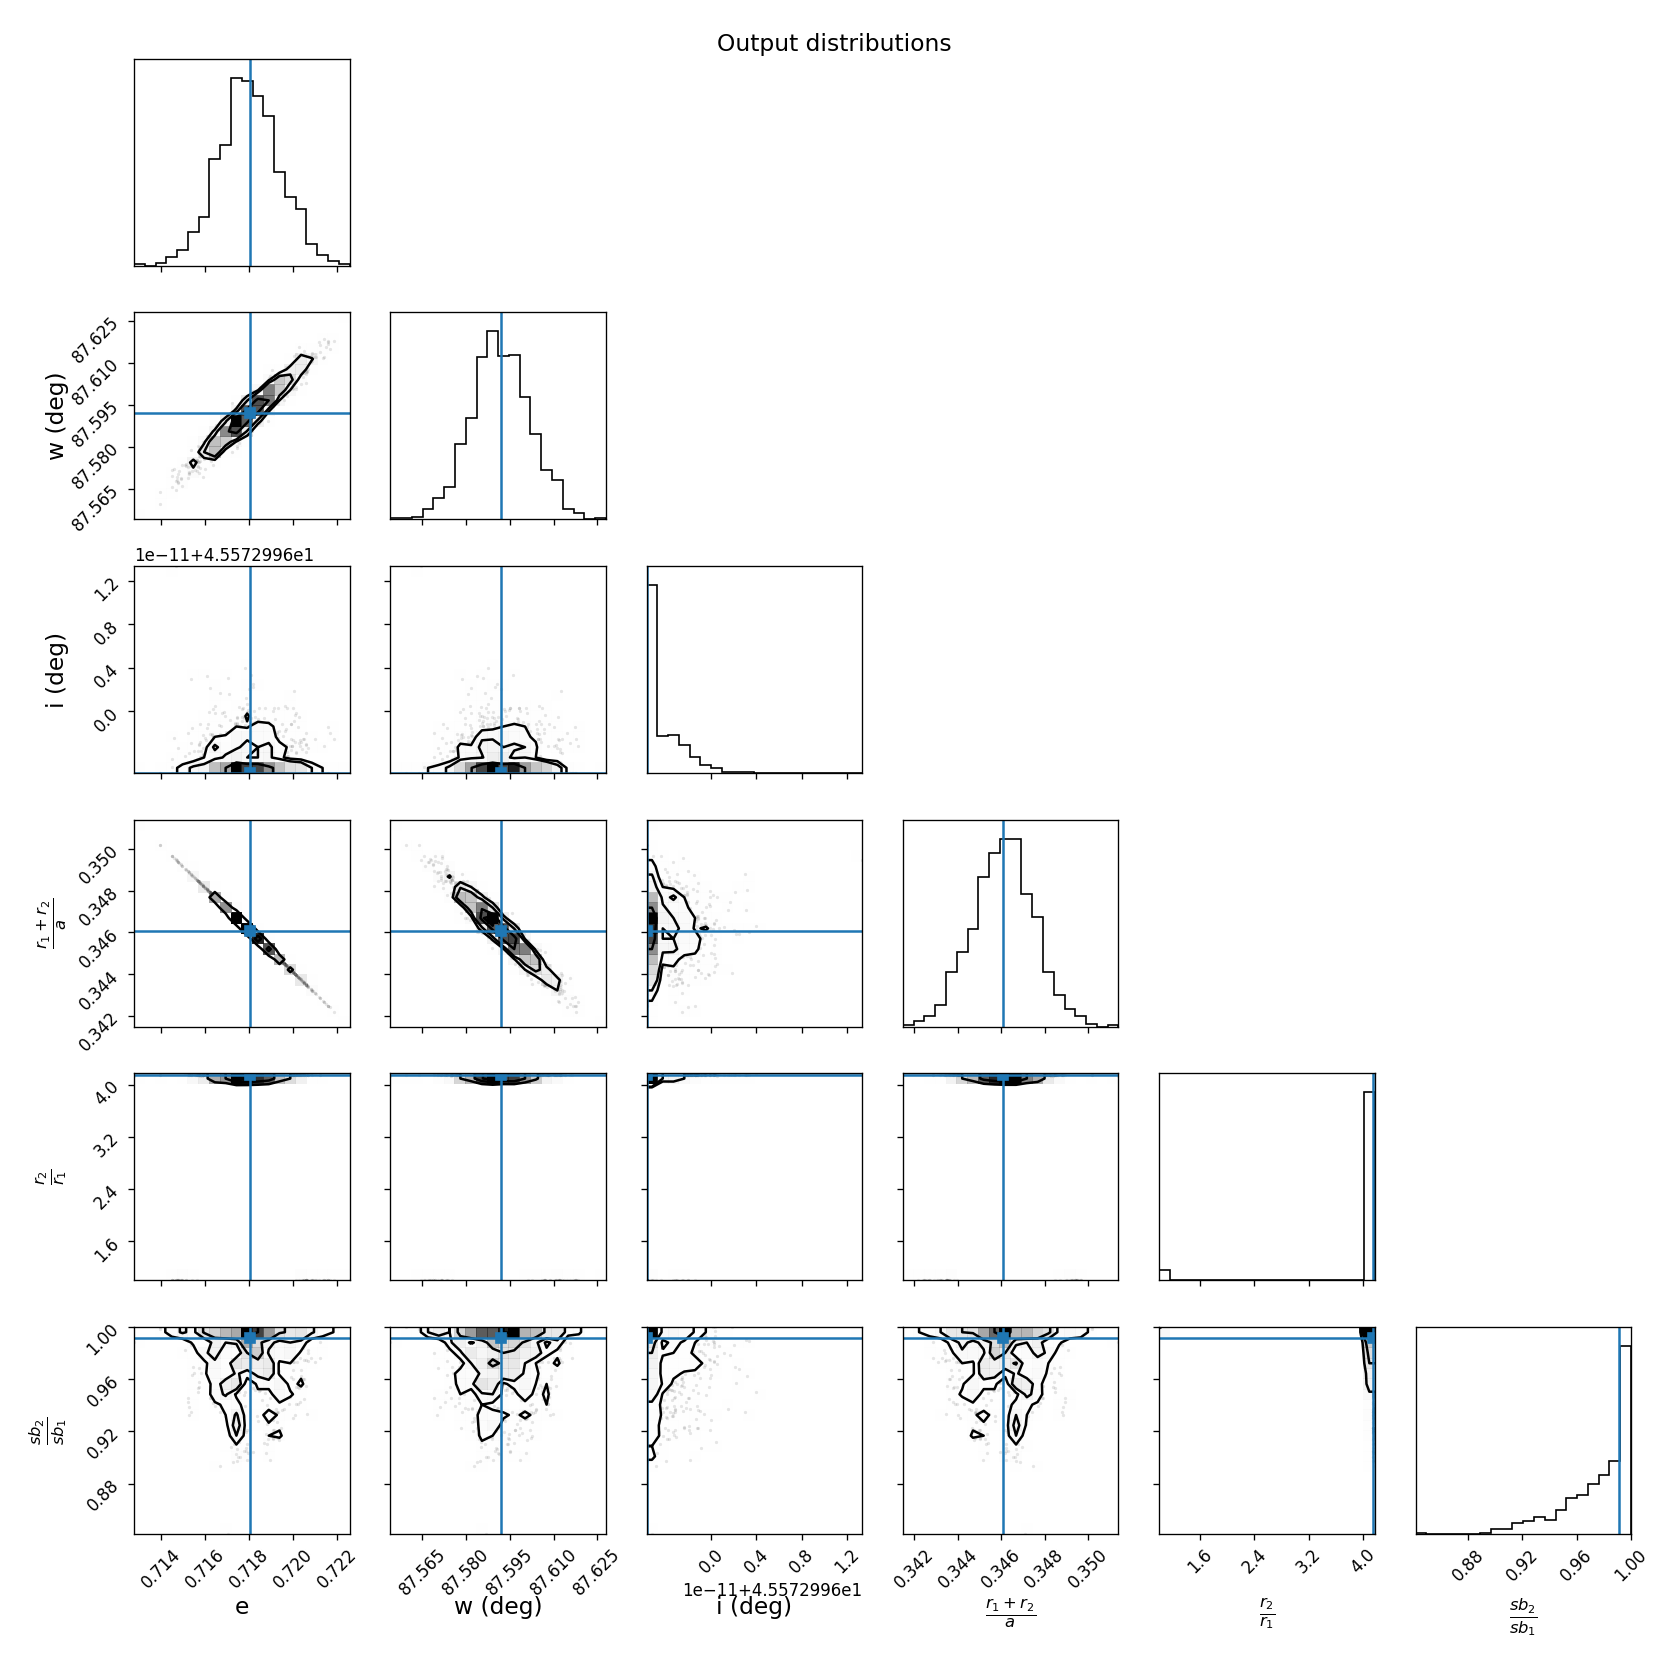 Output distributions
87.625
87.610
87.595
87.580
87.565
w (deg)
1e−11+4.5572996e1
1.2
0.8
0.4
0.0
i (deg)
0.350
0.348
0.346
0.344
0.342
r₁ + r₂
a
4.0
3.2
2.4
1.6
r₂
r₁
1.00
0.96
0.92
0.88
sb₂
sb₁
0.714 0.716 0.718 0.720 0.722
87.565 87.580 87.595 87.610 87.625
0.0 0.4 0.8 1.2
0.342 0.344 0.346 0.348 0.350
1.6 2.4 3.2 4.0
0.88 0.92 0.96 1.00
1e−11+4.5572996e1
e
w (deg)
i (deg)
r₁ + r₂
a
r₂
r₁
sb₂
sb₁